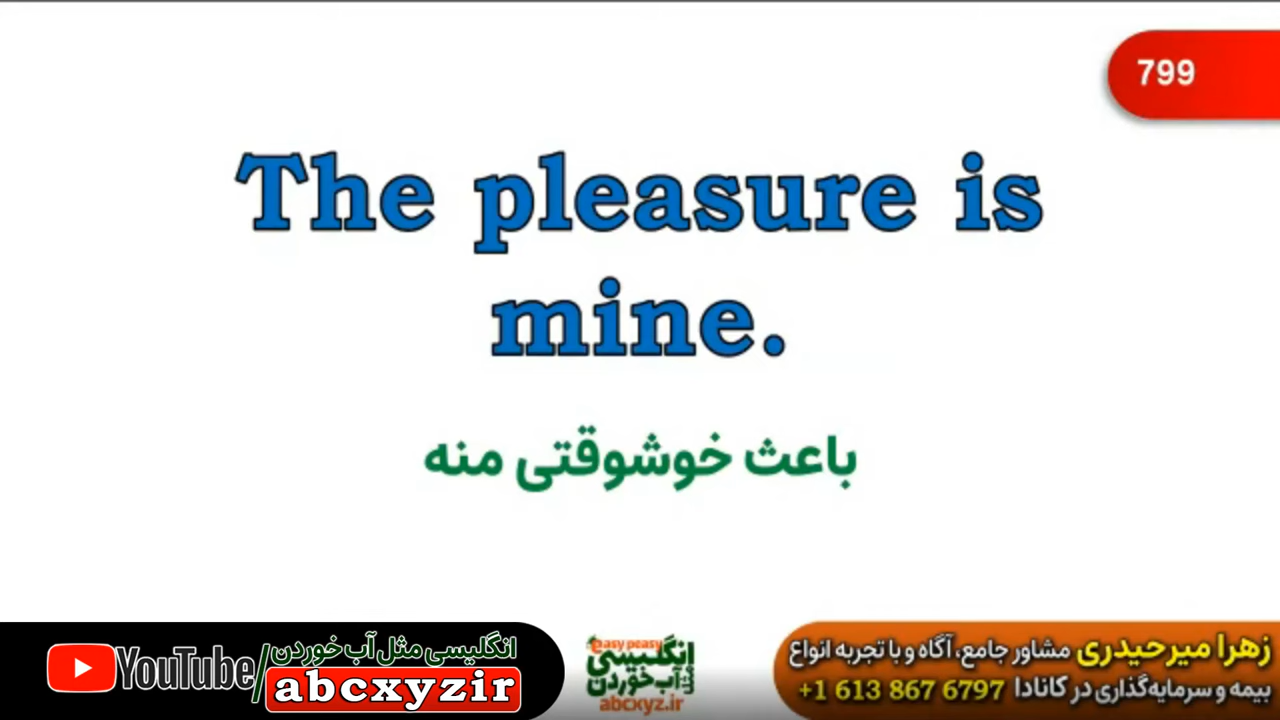 799
The pleasure is
mine.
باعث خوشوقتی منه
YouTube/
انگلیسی مثل آب خوردن
abcxyzir
easy peasy
انگلیسی
مثل آب خوردن
abcxyz.ir
زهرا میرحیدری مشاور جامع، آگاه و با تجربه انواع
بیمه و سرمایه‌گذاری در کانادا +1 613 867 6797